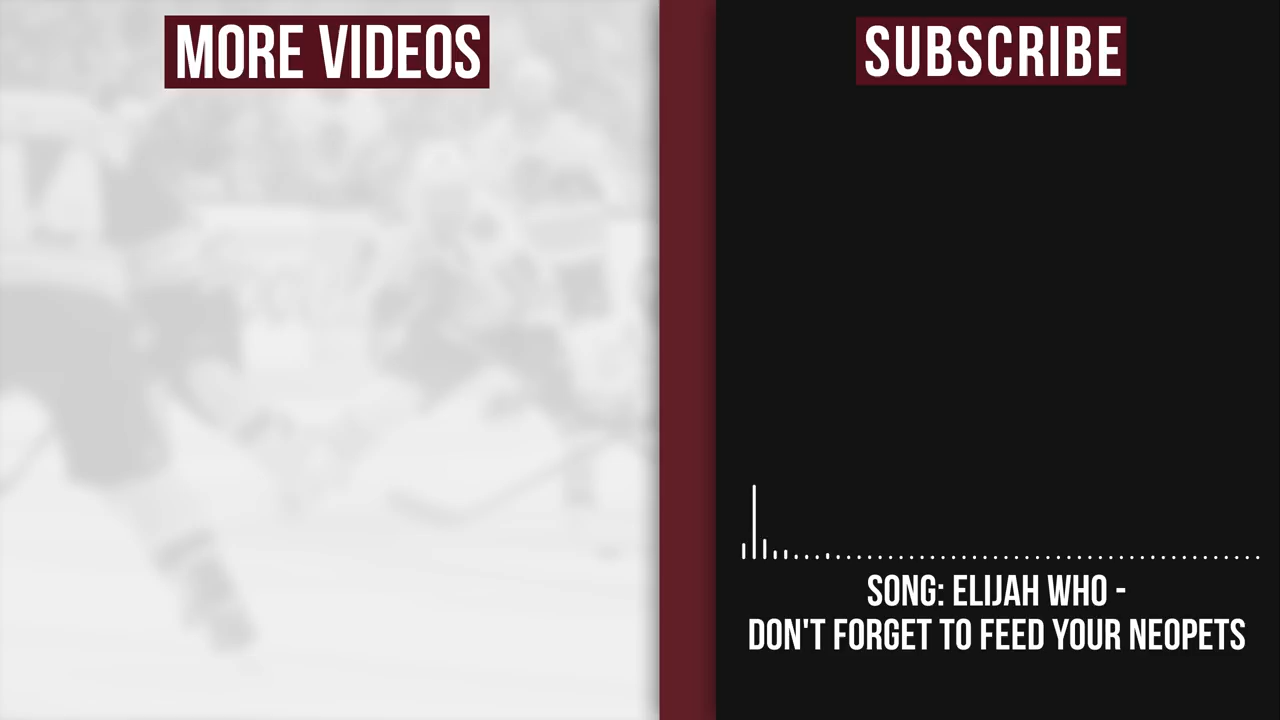 MORE VIDEOS
SUBSCRIBE
SONG: ELIJAH WHO -
DON'T FORGET TO FEED YOUR NEOPETS